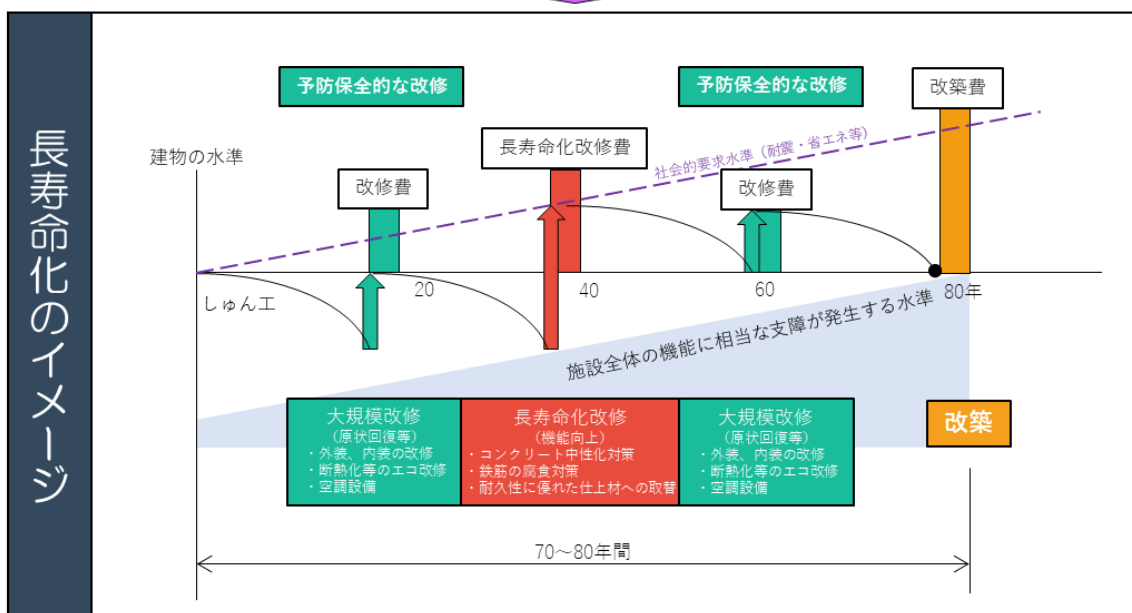 長寿命化のイメージ
予防保全的な改修
予防保全的な改修
改築費
長寿命化改修費
社会的要求水準（耐震・省エネ等）
建物の水準
改修費
改修費
しゅん工
20
40
60
80年
施設全体の機能に相当な支障が発生する水準
大規模改修
（原状回復等）
・外装、内装の改修
・断熱化等のエコ改修
・空調設備
長寿命化改修
（機能向上）
・コンクリート中性化対策
・鉄筋の腐食対策
・耐久性に優れた仕上材への取替
大規模改修
（原状回復等）
・外装、内装の改修
・断熱化等のエコ改修
・空調設備
改築
70～80年間